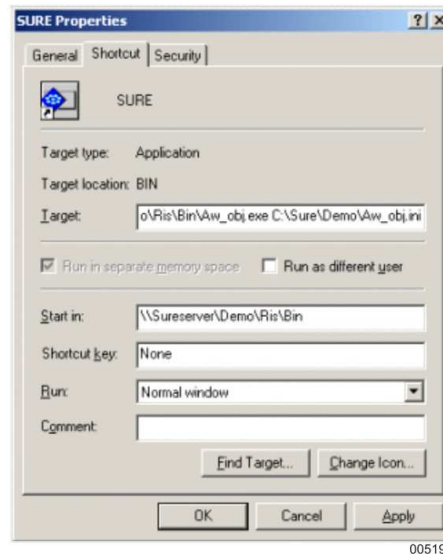 SURE Properties
? ×
General Shortcut Security
SURE
Target type: Application
Target location: BIN
Target: o\Ris\Bin\Aw_obj.exe C:\Sure\Demo\Aw_obj.ini
Run in separate memory space Run as different user
Start in: \\Sureserver\Demo\Ris\Bin
Shortcut key: None
Run: Normal window
Comment:
Find Target... Change Icon...
OK Cancel Apply
00519